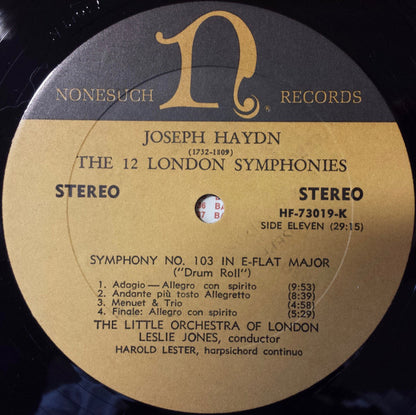 n
NONESUCH RECORDS
®
JOSEPH HAYDN
(1732-1809)
THE 12 LONDON SYMPHONIES
STEREO STEREO
HF-73019-K
SIDE ELEVEN (29:15)
SYMPHONY NO. 103 IN E-FLAT MAJOR
("Drum Roll")
1. Adagio — Allegro con spirito (9:53)
2. Andante più tosto Allegretto (8:39)
3. Menuet & Trio (4:58)
4. Finale: Allegro con spirito (5:29)
THE LITTLE ORCHESTRA OF LONDON
LESLIE JONES, conductor
HAROLD LESTER, harpsichord continuo